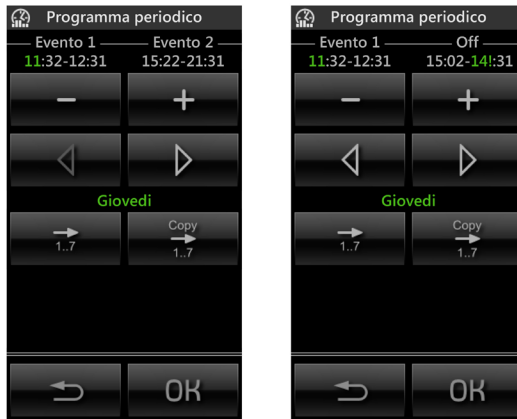 Programma periodico
Evento 1 Evento 2
11:32-12:31 15:22-21:31
Giovedi
1..7
Copy
1..7
OK
Programma periodico
Evento 1 Off
11:32-12:31 15:02-14!:31
Giovedi
1..7
Copy
1..7
OK